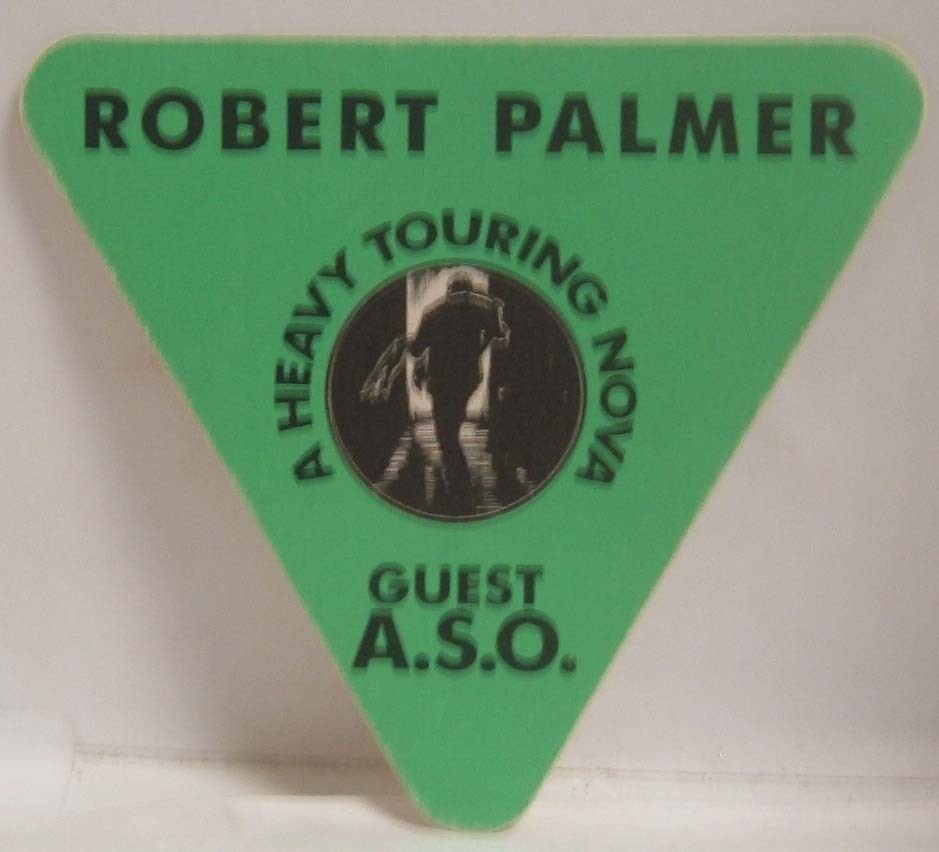 ROBERT PALMER
A HEAVY TOURING NOVA
GUEST
A.S.O.